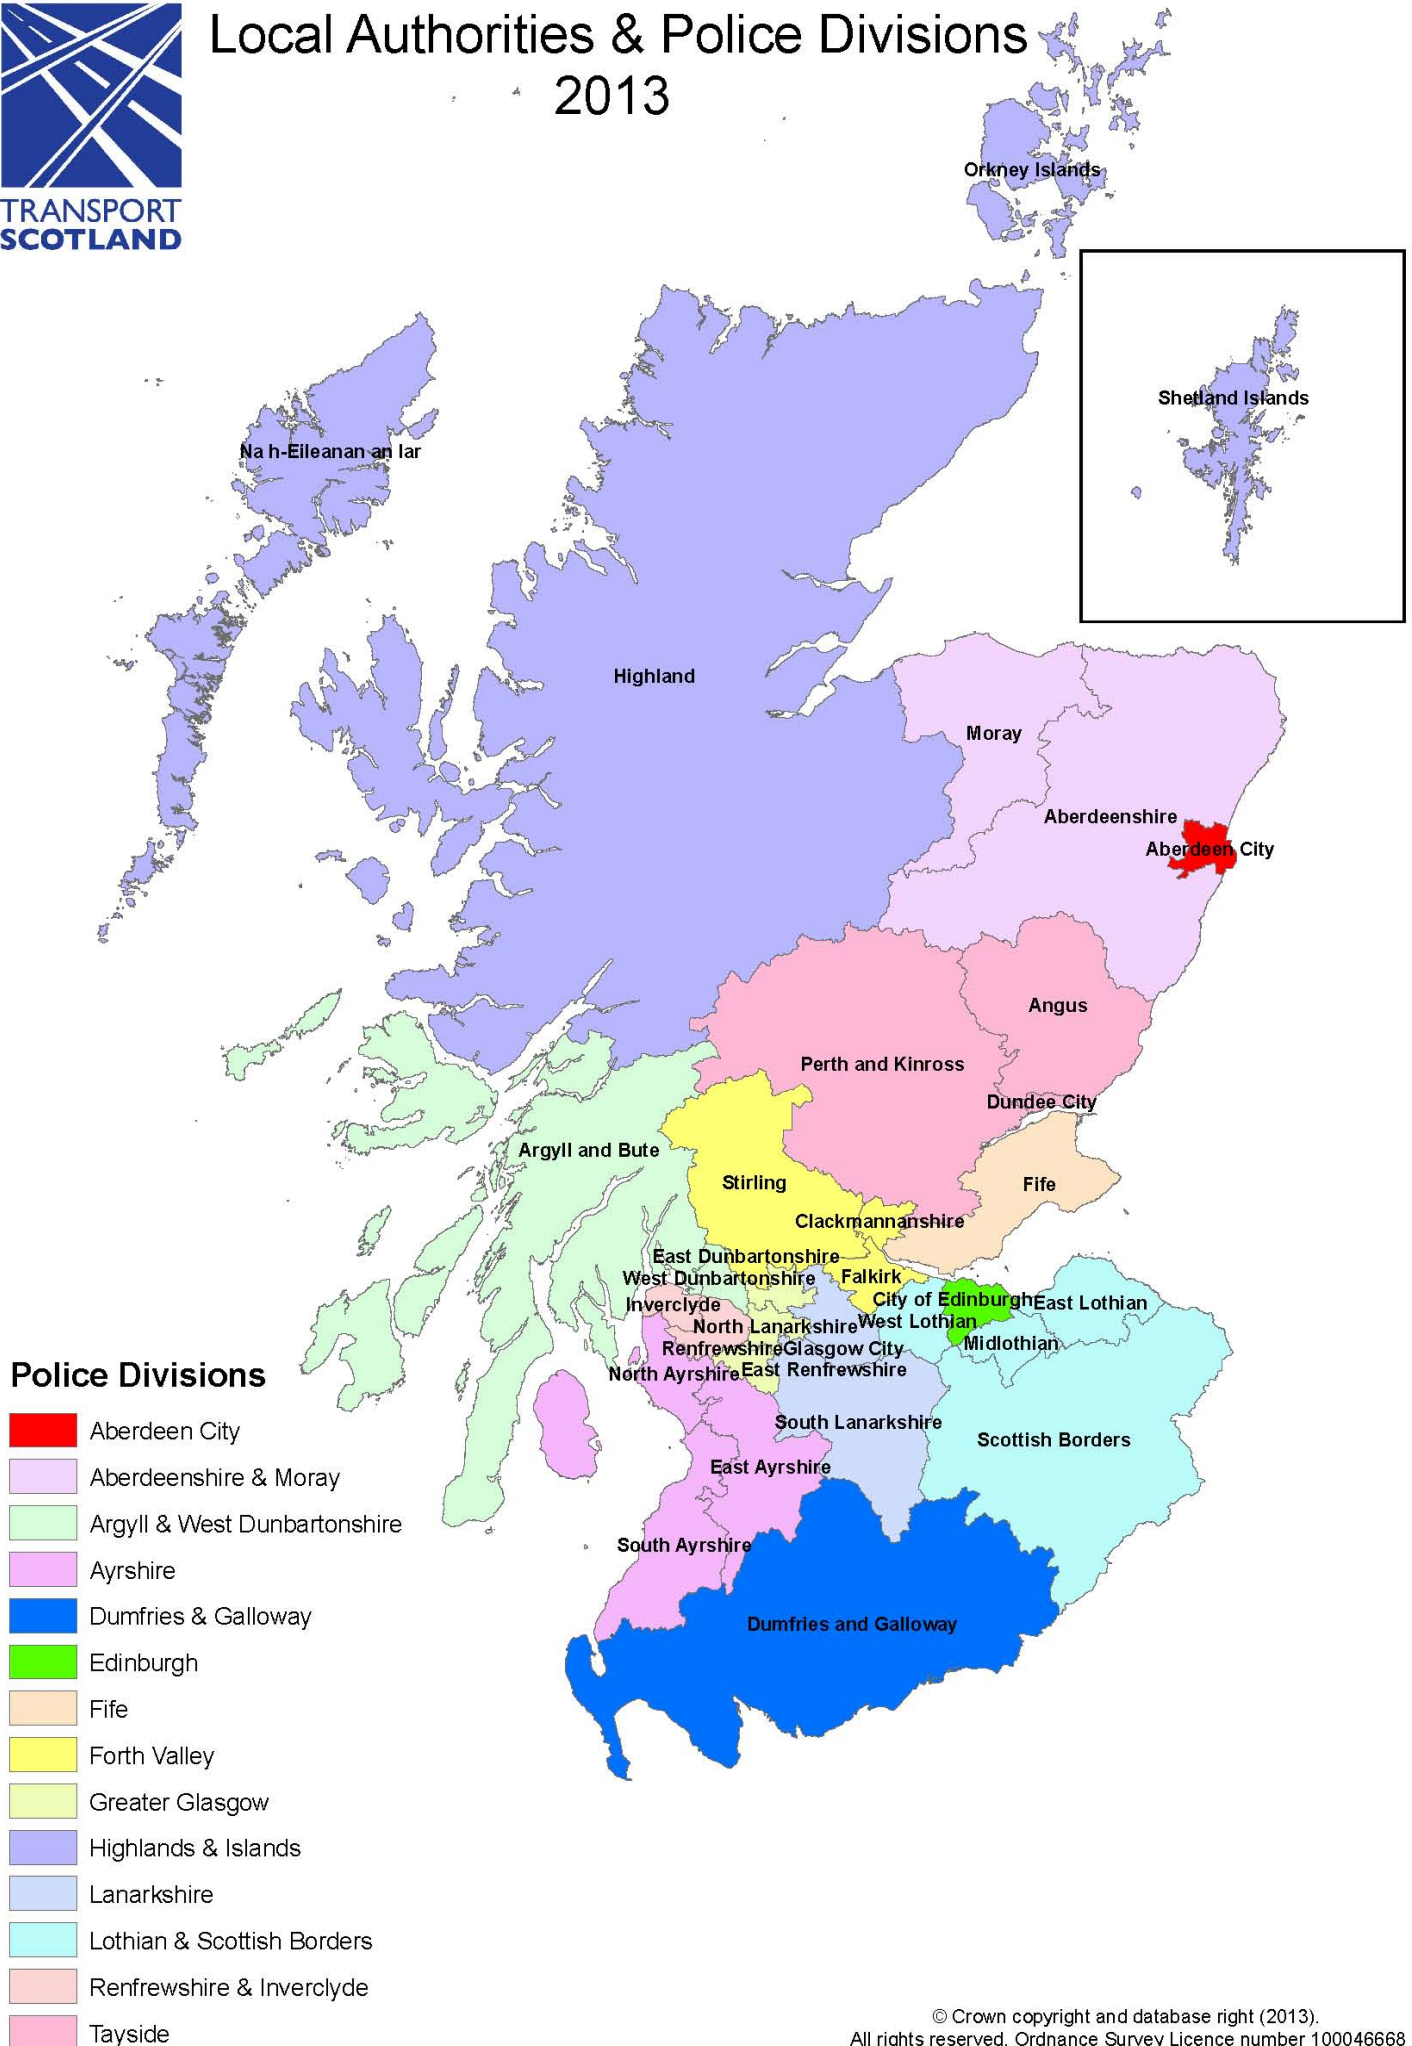 Local Authorities & Police Divisions
2013
TRANSPORT
SCOTLAND
Orkney Islands
Shetland Islands
Na h-Eileanan an Iar
Highland
Moray
Aberdeenshire
Aberdeen City
Angus
Perth and Kinross
Dundee City
Argyll and Bute
Stirling
Fife
Clackmannanshire
East Dunbartonshire
West Dunbartonshire
Falkirk
City of Edinburgh
East Lothian
Inverclyde
North Lanarkshire
West Lothian
Midlothian
Renfrewshire
Glasgow City
North Ayrshire
East Renfrewshire
South Lanarkshire
Scottish Borders
East Ayrshire
South Ayrshire
Dumfries and Galloway
Police Divisions
Aberdeen City
Aberdeenshire & Moray
Argyll & West Dunbartonshire
Ayrshire
Dumfries & Galloway
Edinburgh
Fife
Forth Valley
Greater Glasgow
Highlands & Islands
Lanarkshire
Lothian & Scottish Borders
Renfrewshire & Inverclyde
Tayside
© Crown copyright and database right (2013).
All rights reserved. Ordnance Survey Licence number 100046668